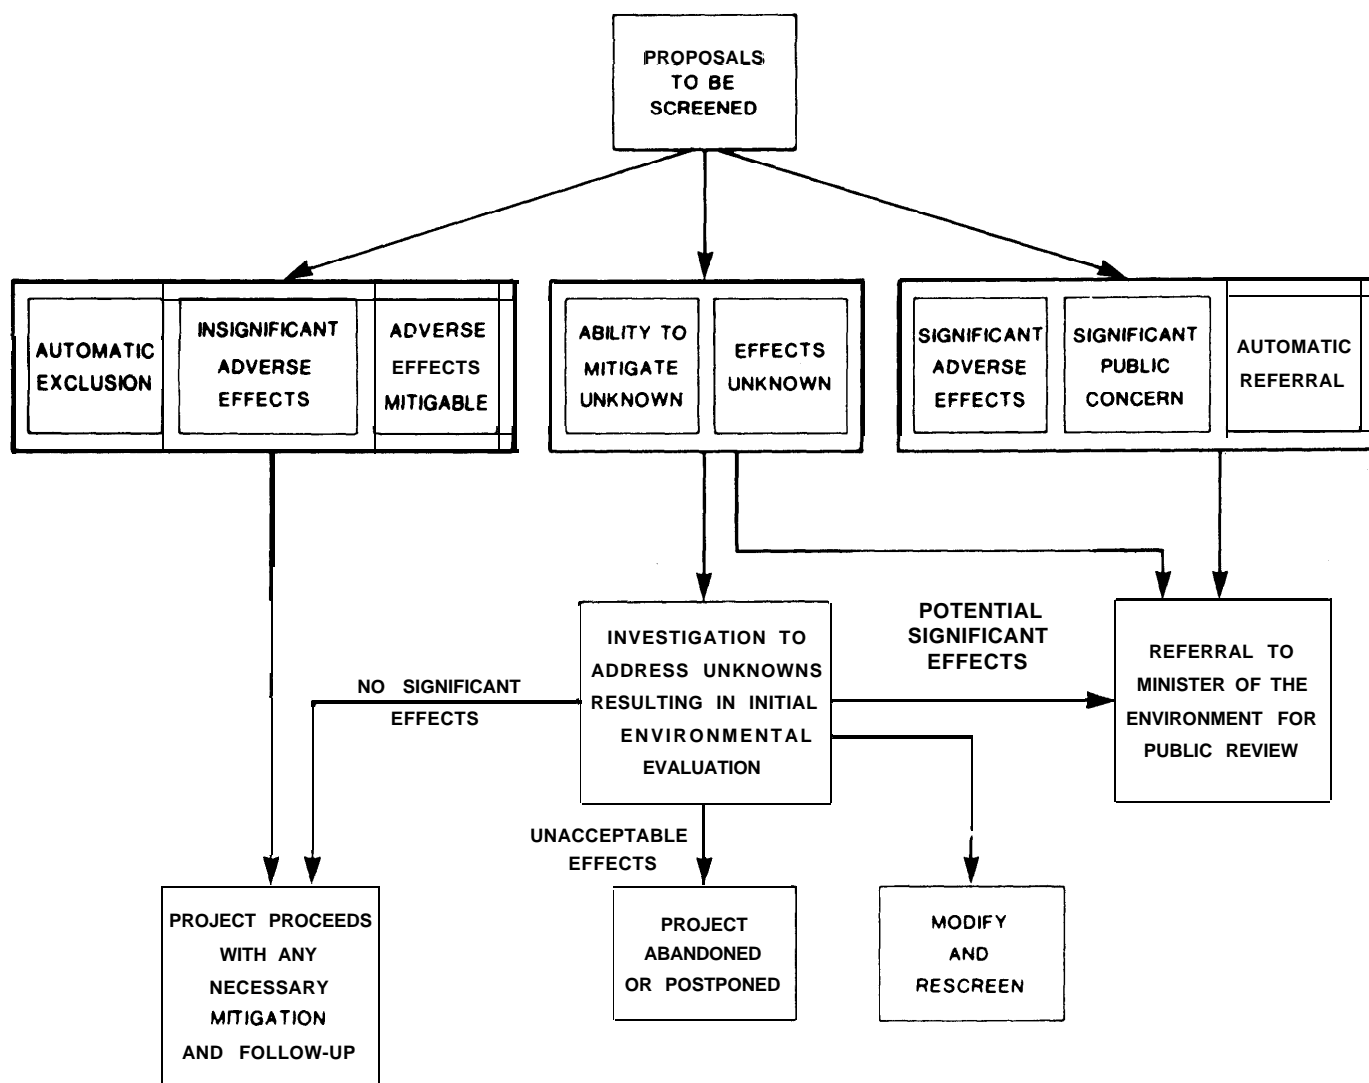 PROPOSALS
TO BE
SCREENED
AUTOMATIC
EXCLUSION
INSIGNIFICANT
ADVERSE
EFFECTS
ADVERSE
EFFECTS
MITIGABLE
ABILITY TO
MITIGATE
UNKNOWN
EFFECTS
UNKNOWN
SIGNIFICANT
ADVERSE
EFFECTS
SIGNIFICANT
PUBLIC
CONCERN
AUTOMATIC
REFERRAL
INVESTIGATION TO
ADDRESS UNKNOWNS
RESULTING IN INITIAL
ENVIRONMENTAL
EVALUATION
POTENTIAL
SIGNIFICANT
EFFECTS
REFERRAL TO
MINISTER OF THE
ENVIRONMENT FOR
PUBLIC REVIEW
NO SIGNIFICANT
EFFECTS
UNACCEPTABLE
EFFECTS
PROJECT PROCEEDS
WITH ANY
NECESSARY
MITIGATION
AND FOLLOW-UP
PROJECT
ABANDONED
OR POSTPONED
MODIFY
AND
RESCREEN